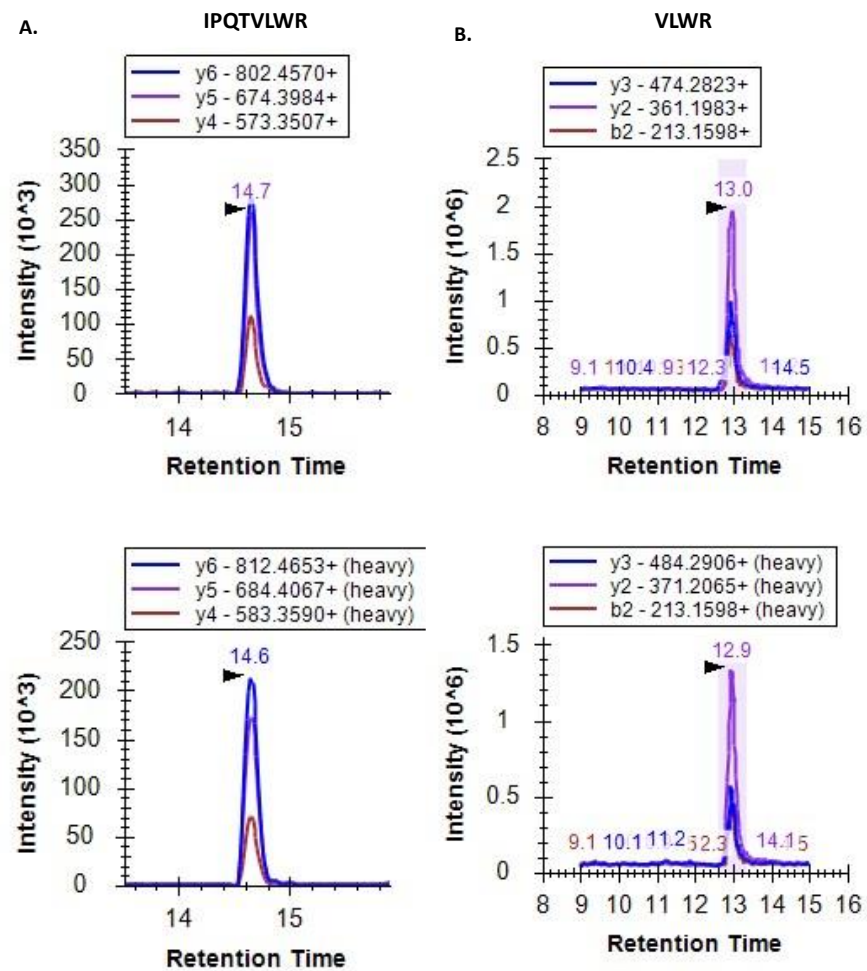 A.
IPQTVLWR
y6 - 802.4570+
y5 - 674.3984+
y4 - 573.3507+
350
300
250
200
150
100
50
0
Intensity (10^3)
14.7
14 15
Retention Time
B.
VLWR
y3 - 474.2823+
y2 - 361.1983+
b2 - 213.1598+
2.5
2
1.5
1
0.5
0
Intensity (10^6)
13.0
9.1 10.4 12.3 14.5
8 9 10 11 12 13 14 15 16
Retention Time
y6 - 812.4653+ (heavy)
y5 - 684.4067+ (heavy)
y4 - 583.3590+ (heavy)
250
200
150
100
50
0
Intensity (10^3)
14.6
14 15
Retention Time
y3 - 484.2906+ (heavy)
y2 - 371.2065+ (heavy)
b2 - 213.1598+ (heavy)
1.5
1
0.5
0
Intensity (10^6)
12.9
9.1 10.1 11.2 14.1
8 9 10 11 12 13 14 15 16
Retention Time